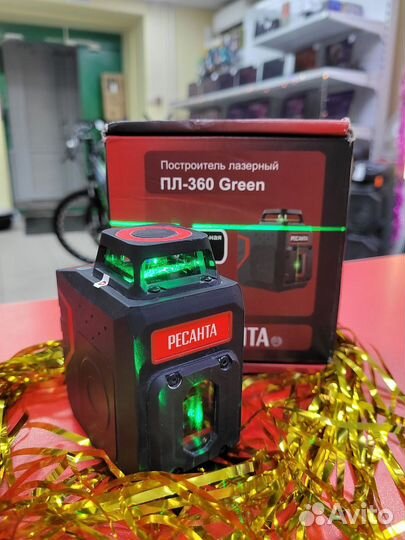 Построитель лазерный
ПЛ-360 Green
РЕСАНТА
РЕСАНТА
Avito